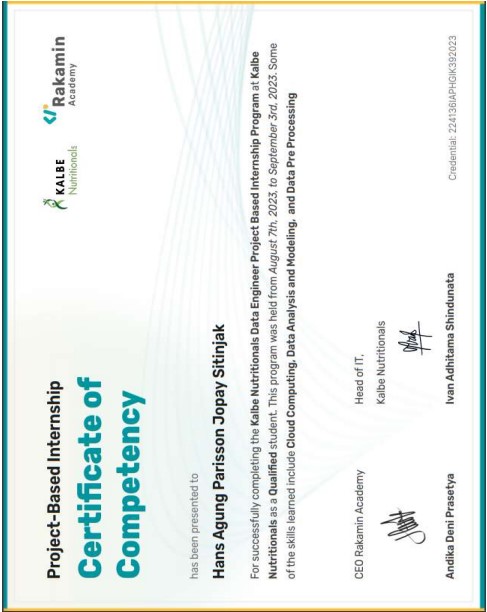 Project-Based Internship
Certificate of
Competency
KALBE
Nutritionals
Rakamin
Academy
has been presented to
Hans Agung Parisson Jopay Sitinjak
For successfully completing the Kalbe Nutritionals Data Engineer Project Based Internship Program at Kalbe
Nutritionals as a Qualified student. This program was held from August 7th, 2023, to September 3rd, 2023. Some
of the skills learned include Cloud Computing, Data Analysis and Modeling, and Data Pre Processing
CEO Rakamin Academy
Head of IT,
Kalbe Nutritionals
Andika Deni Prasetya
Ivan Adhitama Shindunata
Credential: 224136IAPHGIK392023